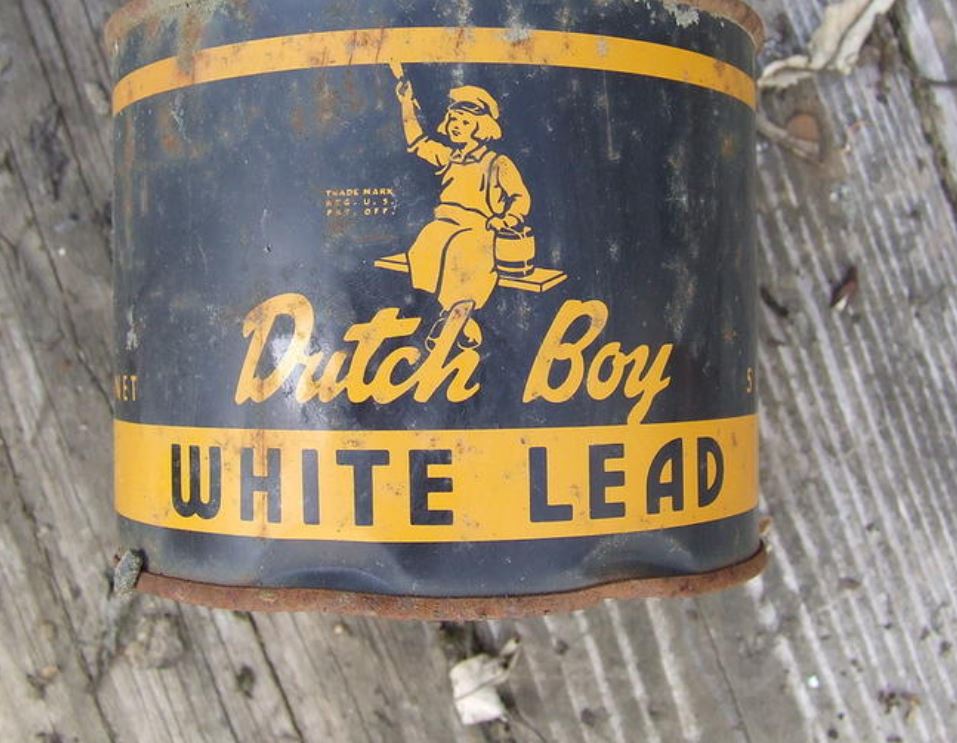 TRADE MARK
REG. U. S.
PAT. OFF.
Dutch Boy
NET
WHITE LEAD